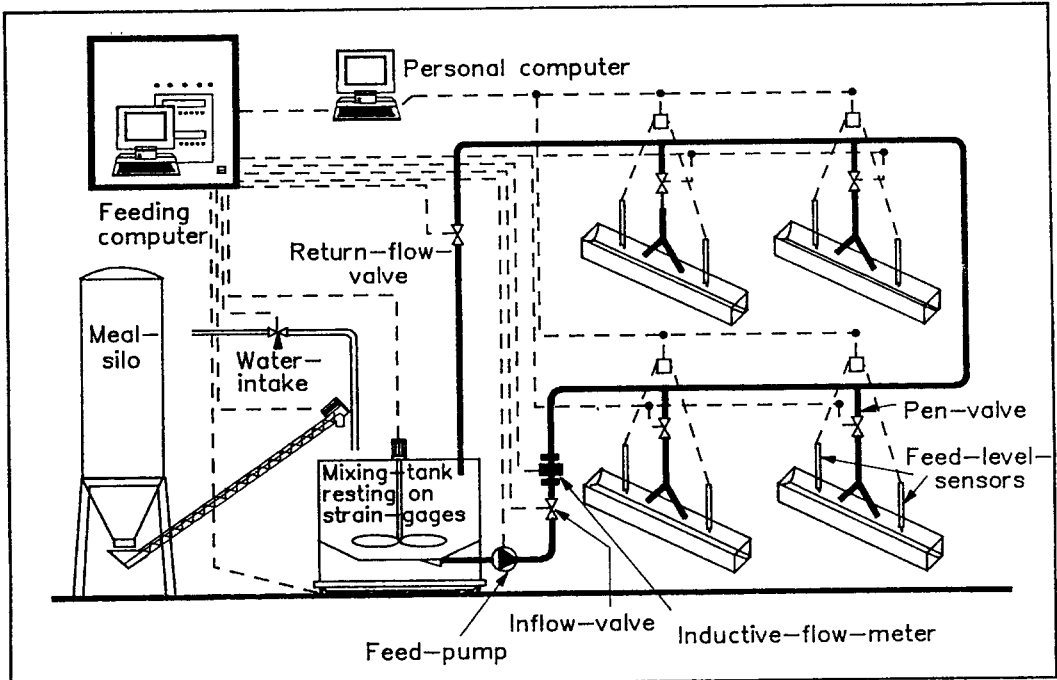 Personal computer
Feeding
computer
Return-flow-
valve
Meal-
silo
Water-
intake
Mixing-tank
resting on
strain-gages
Pen-valve
Feed-level-
sensors
Inflow-valve
Inductive-flow-meter
Feed-pump